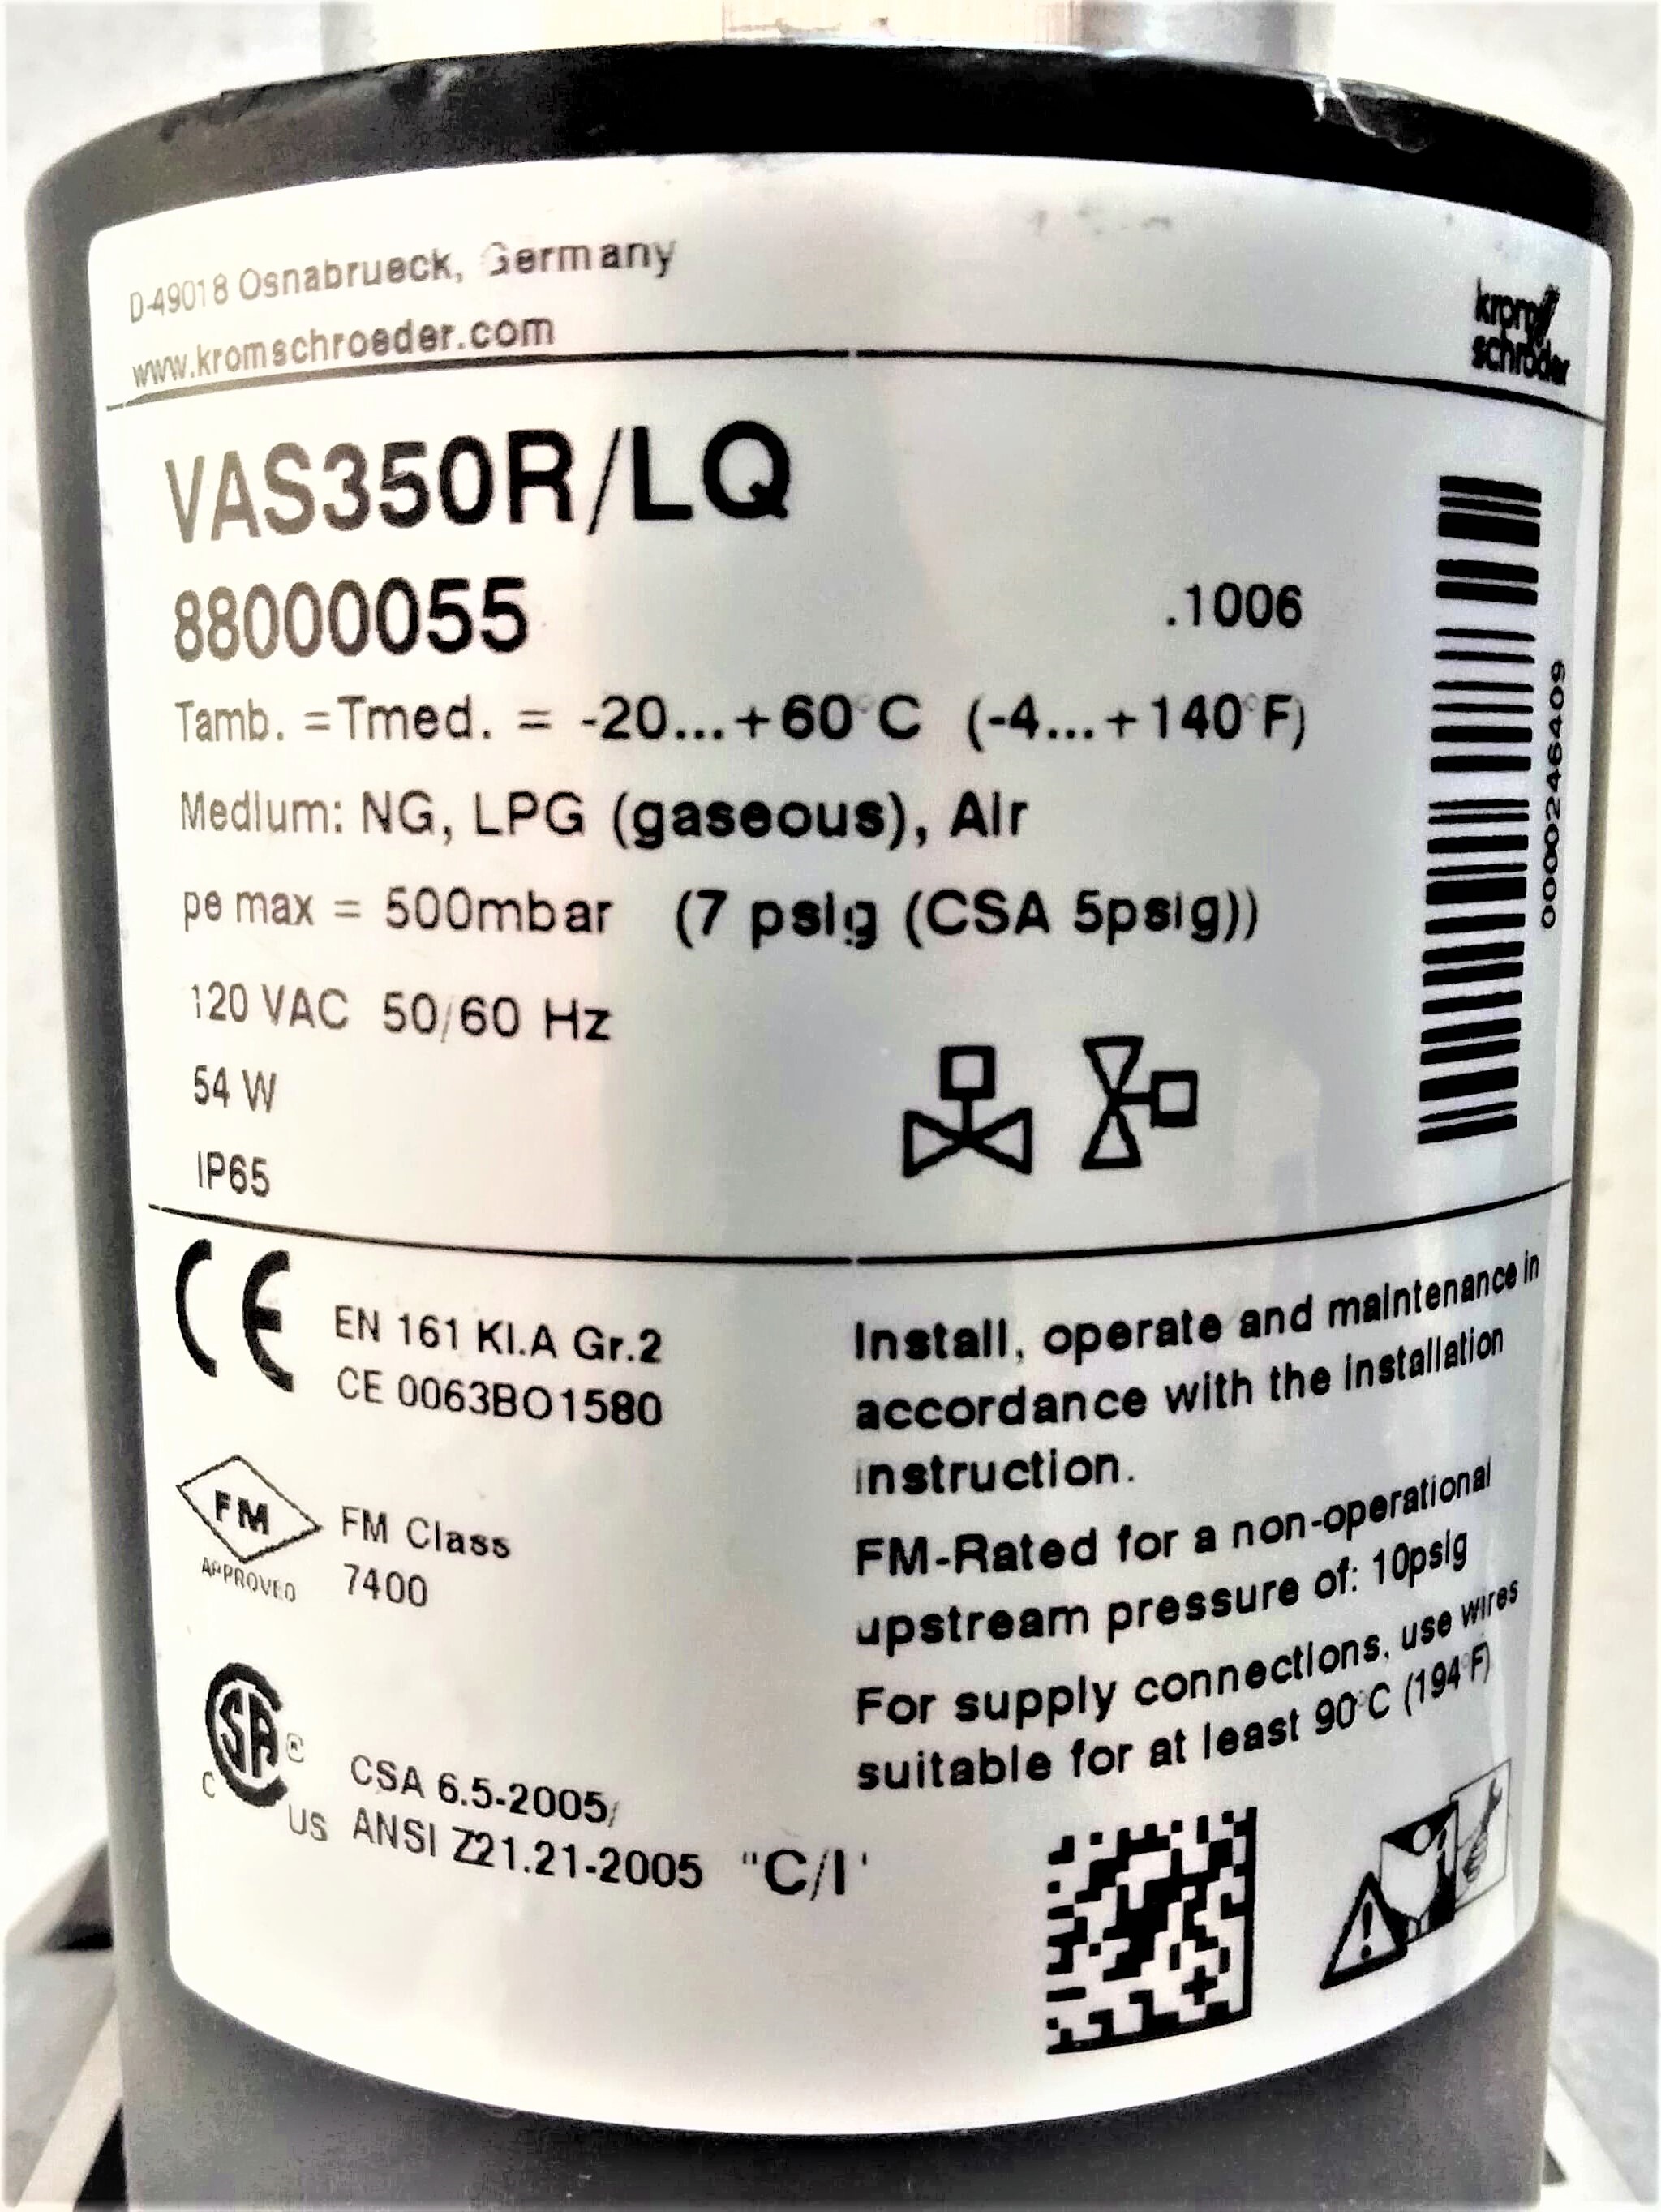 D-49018 Osnabrueck, Germany
www.kromschroeder.com
krom
schröder
VAS350R/LQ
88000055 .1006
Tamb. =Tmed. = -20...+60°C (-4...+140°F)
Medium: NG, LPG (gaseous), Air
pe max = 500mbar (7 psig (CSA 5psig))
120 VAC 50/60 Hz
54 W
IP65
0000246409
CE
EN 161 Kl.A Gr.2
CE 0063BO1580
FM
APPROVED
FM Class
7400
CSA ®
C US
CSA 6.5-2005/
ANSI Z21.21-2005 "C/I"
Install, operate and maintenance in
accordance with the installation
instruction.
FM-Rated for a non-operational
upstream pressure of: 10psig
For supply connections, use wires
suitable for at least 90°C (194°F)